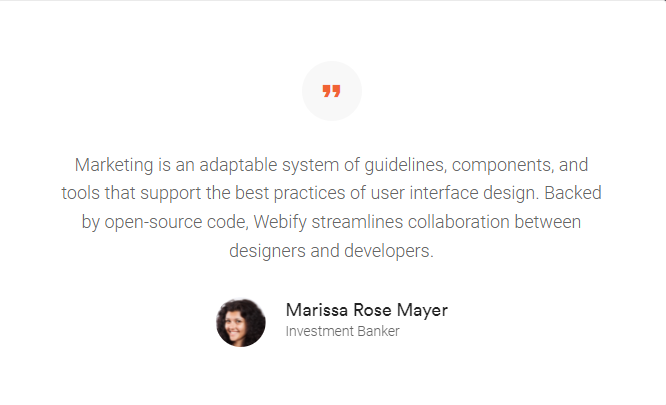 ”
Marketing is an adaptable system of guidelines, components, and
tools that support the best practices of user interface design. Backed
by open-source code, Webify streamlines collaboration between
designers and developers.
Marissa Rose Mayer
Investment Banker